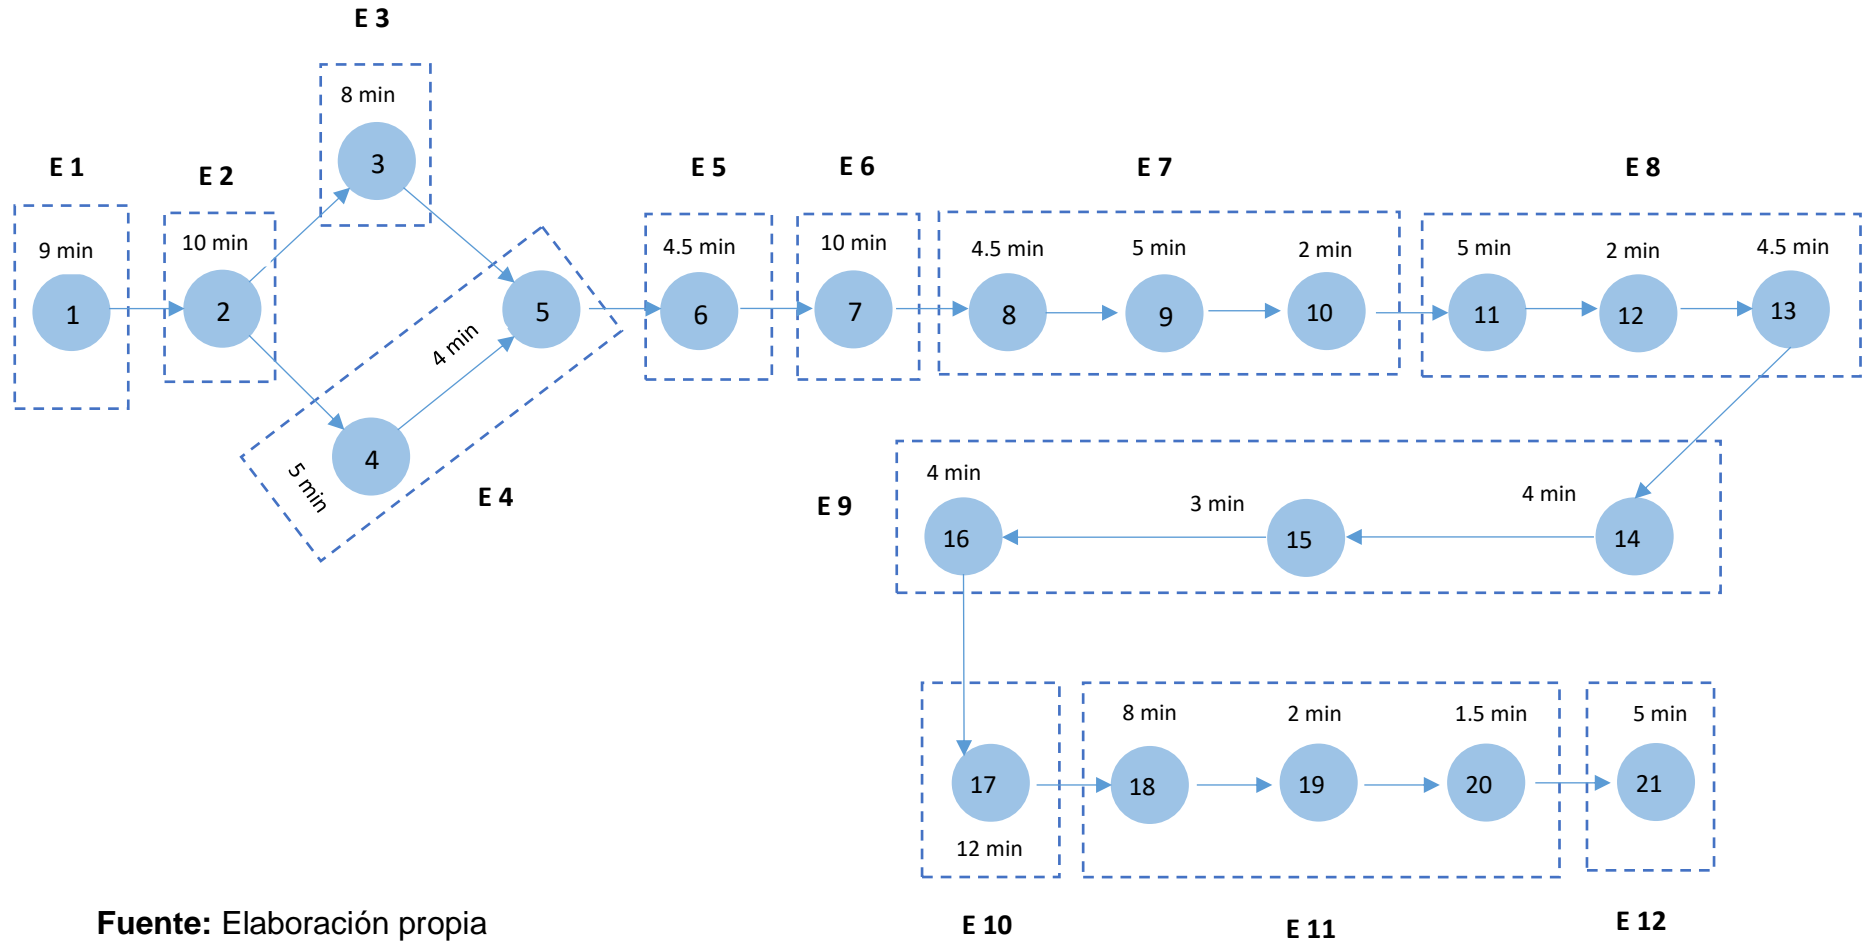 E 3
8 min
3
E 1
E 2
E 5
E 6
E 7
E 8
9 min
10 min
4.5 min
10 min
4.5 min
5 min
2 min
5 min
2 min
4.5 min
1
2
5
6
7
8
9
10
11
12
13
4 min
4
5 min
E 4
E 9
4 min
3 min
4 min
16
15
14
8 min
2 min
1.5 min
5 min
17
18
19
20
21
12 min
Fuente: Elaboración propia
E 10
E 11
E 12